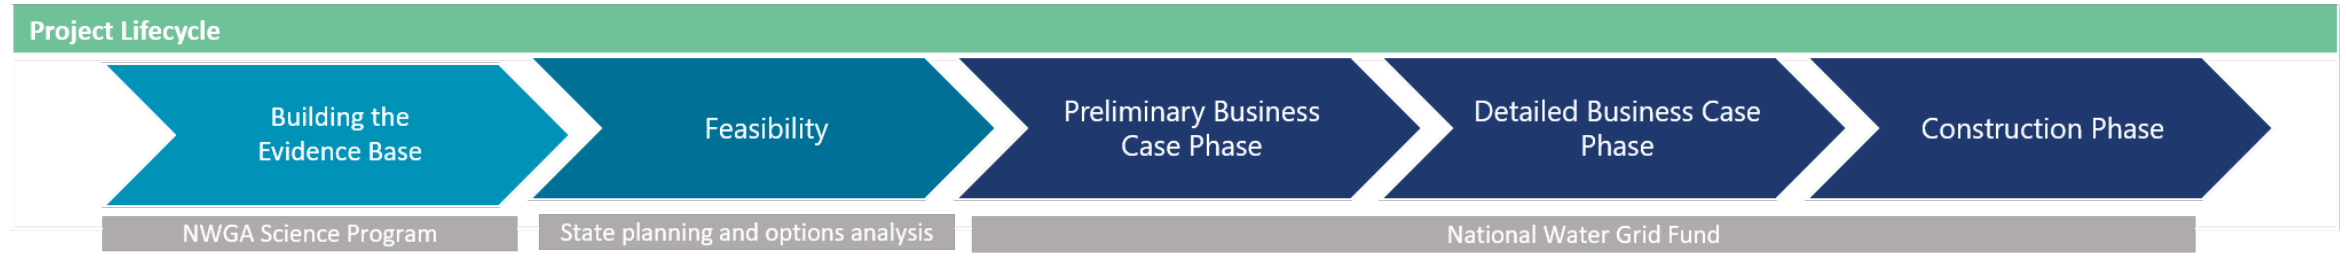 Project Lifecycle
Building the
Evidence Base
Feasibility
Preliminary Business
Case Phase
Detailed Business Case
Phase
Construction Phase
NWGA Science Program
State planning and options analysis
National Water Grid Fund